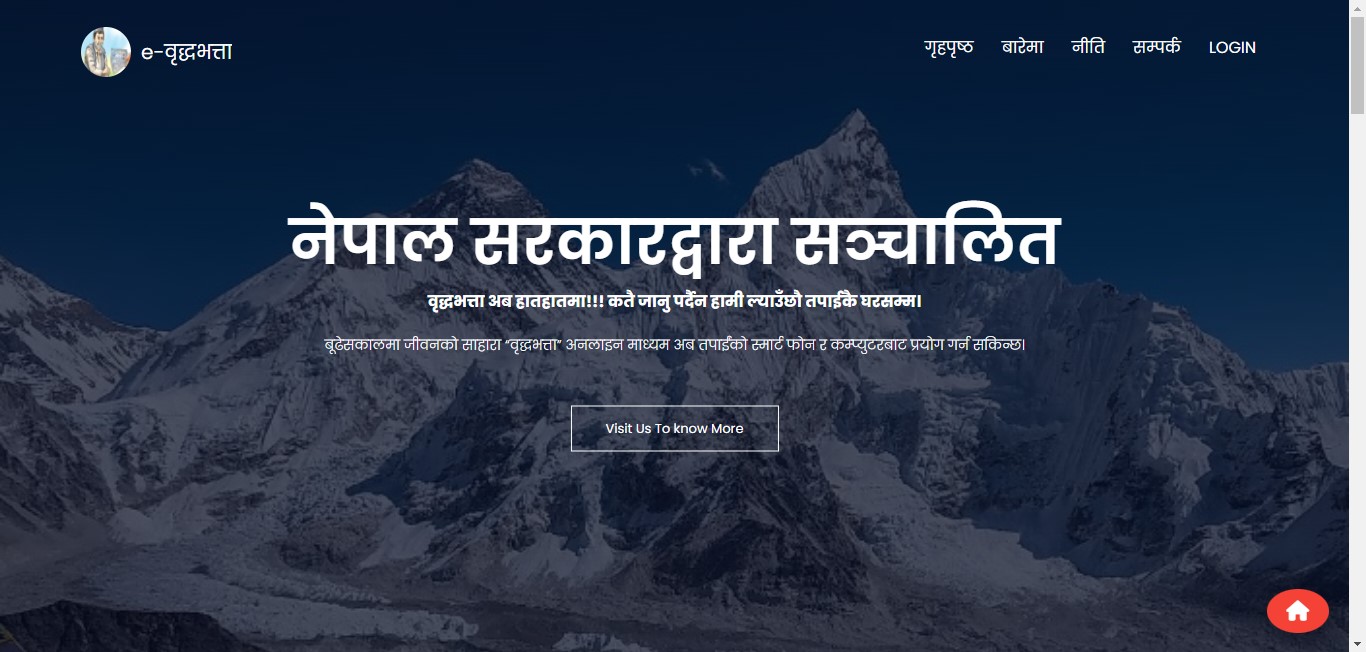 e-वृद्धभत्ता
गृहपृष्ठ बारेमा नीति सम्पर्क LOGIN
नेपाल सरकारद्वारा सञ्चालित
वृद्धभत्ता अब हातहातमा!!! कतै जानु पर्दैन हामी ल्याउँछौ तपाईकै घरसम्म।
बूढेसकालमा जीवनको साहारा “वृद्धभत्ता” अनलाइन माध्यम अब तपाईंको स्मार्ट फोन र कम्प्युटरबाट प्रयोग गर्न सकिन्छ।
Visit Us To know More